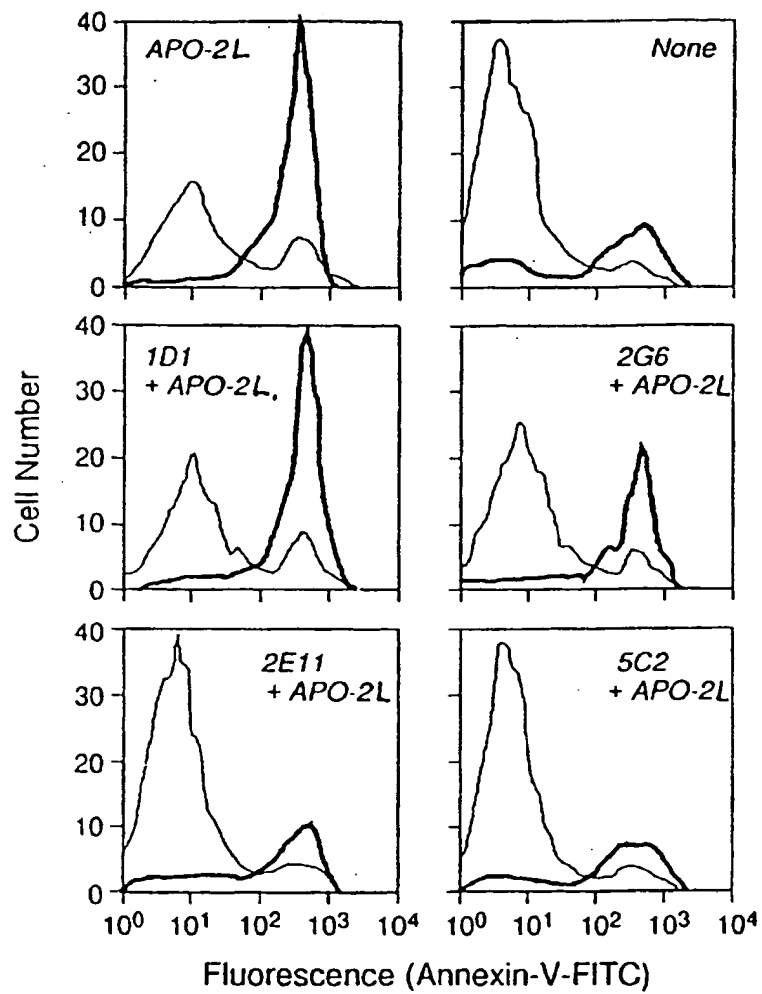 40
30
20
10
0
APO-2L
None
40
30
20
10
0
1D1
+ APO-2L.
2G6
+ APO-2L
40
30
20
10
0
2E11
+ APO-2L
5C2
+ APO-2L
10⁰ 10¹ 10² 10³ 10⁴
10⁰ 10¹ 10² 10³ 10⁴
Cell Number
Fluorescence (Annexin-V-FITC)